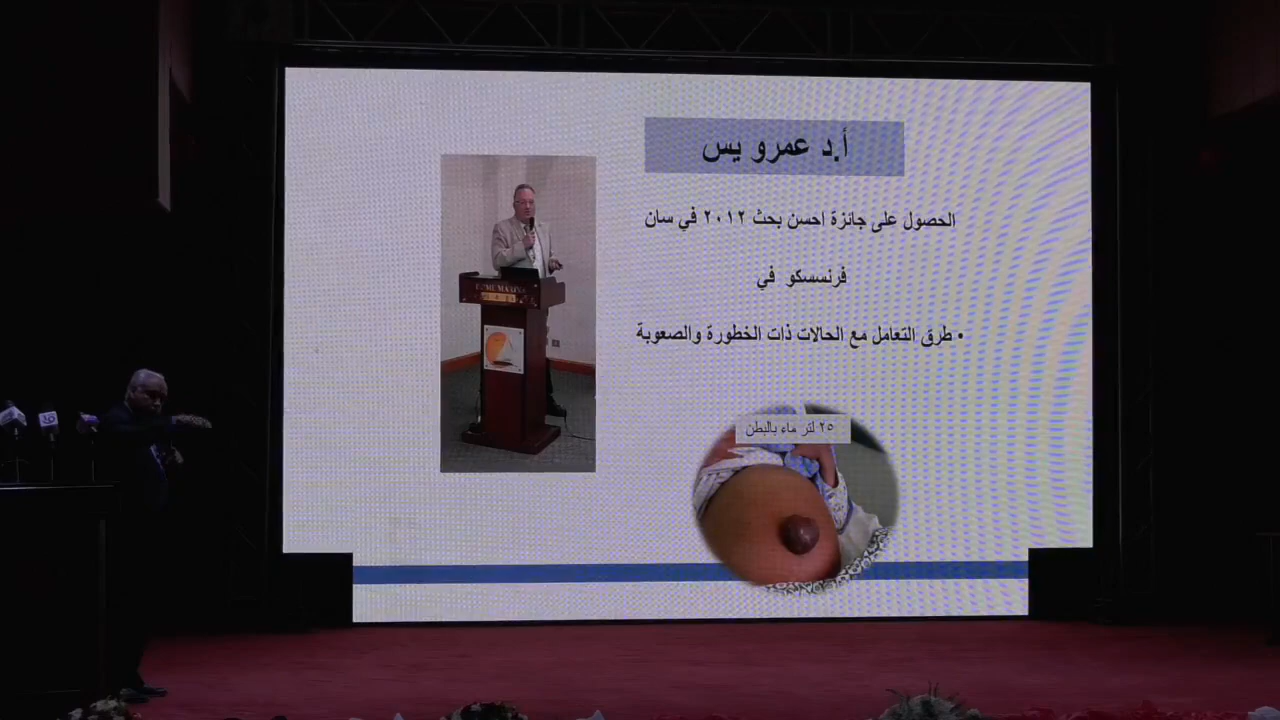 أ.د عمرو يس
الحصول على جائزة احسن بحث ٢٠١٢ في سان
فرنسسكو في
• طرق التعامل مع الحالات ذات الخطورة والصعوبة
٢٥ لتر ماء بالبطن